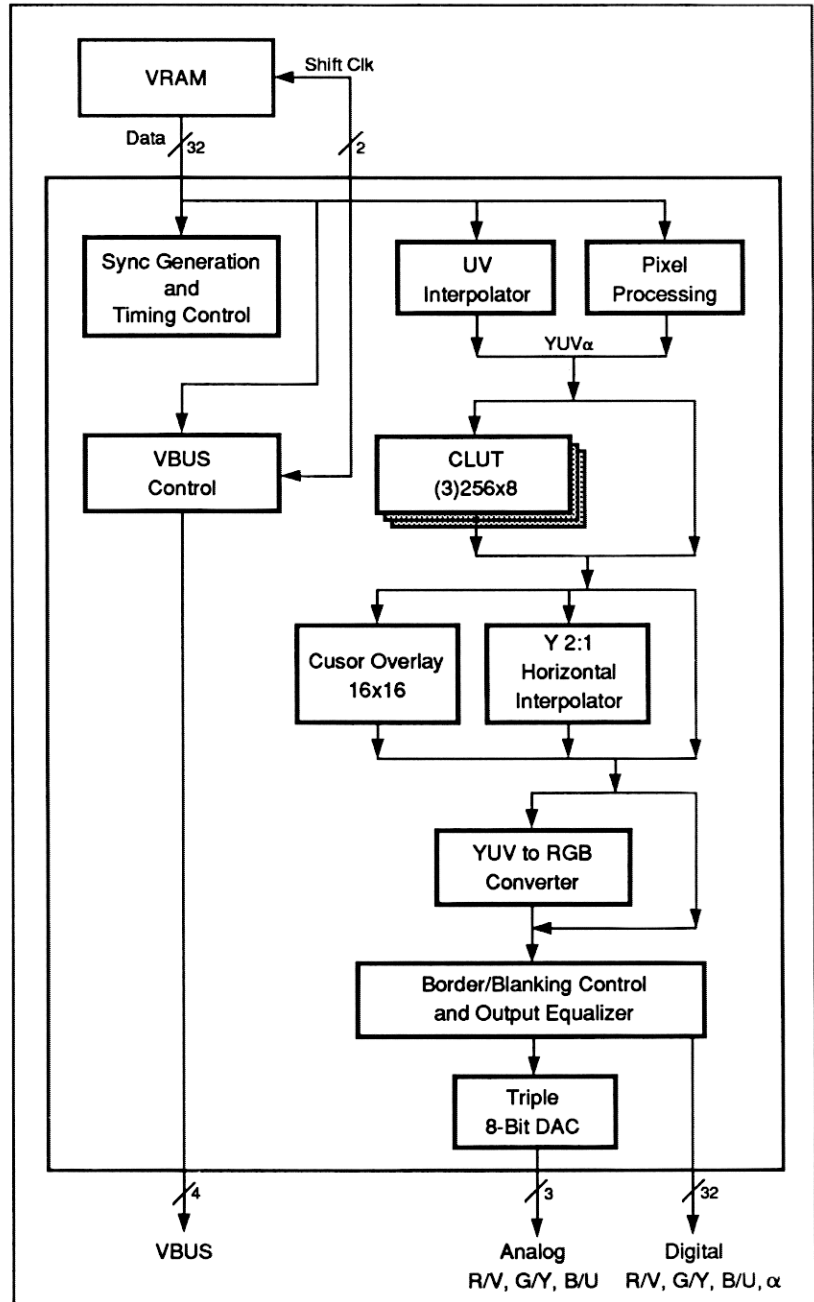 Shift Clk
VRAM
Data
32
2
Sync Generation
and
Timing Control
UV
Interpolator
Pixel
Processing
YUVα
VBUS
Control
CLUT
(3)256x8
Cusor Overlay
16x16
Y 2:1
Horizontal
Interpolator
YUV to RGB
Converter
Border/Blanking Control
and Output Equalizer
Triple
8-Bit DAC
4
3
32
VBUS
Analog
R/V, G/Y, B/U
Digital
R/V, G/Y, B/U, α